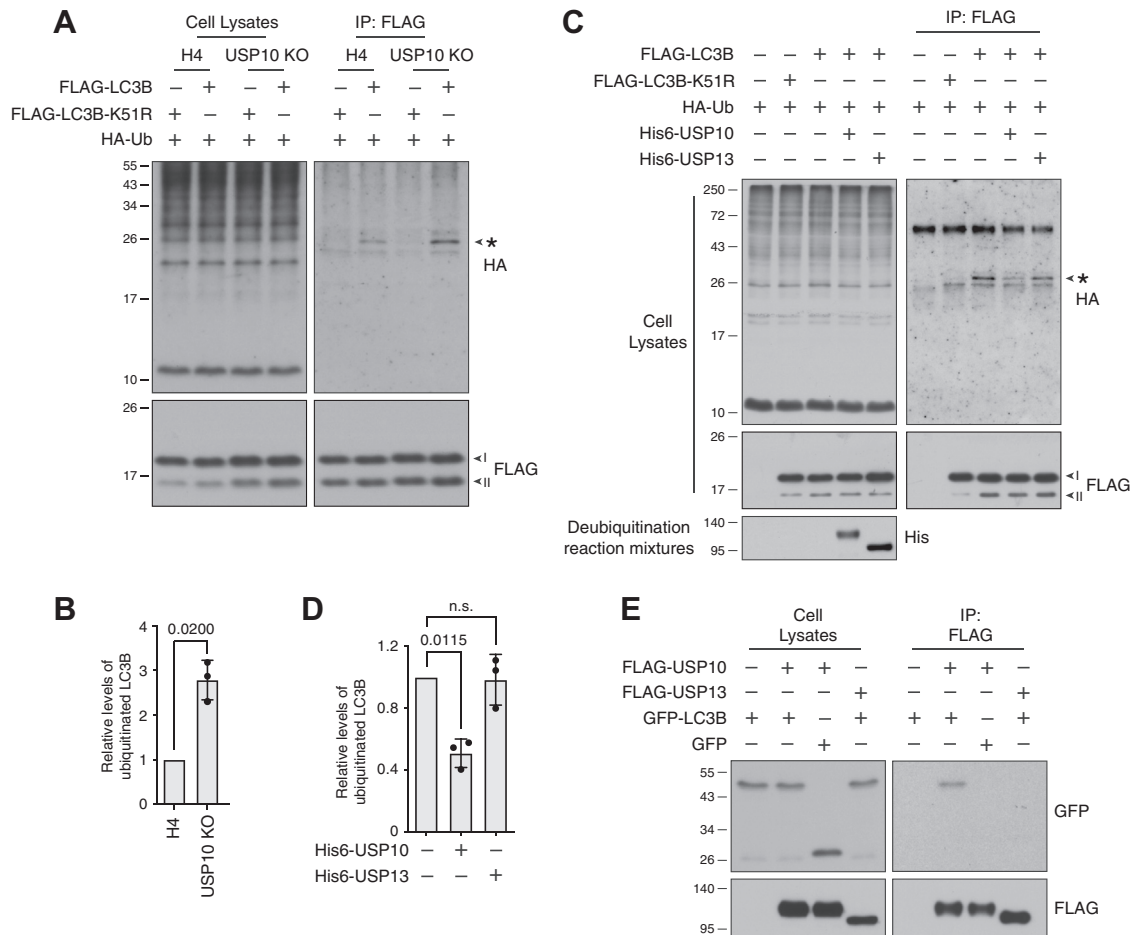 A
Cell Lysates IP: FLAG
H4 USP10 KO H4 USP10 KO
FLAG-LC3B – + – + – + – +
FLAG-LC3B-K51R + – + – + – + –
HA-Ub + + + + + + + +
55
43
34
26
17
10
*
HA
26
17
I
II
FLAG
C
IP: FLAG
FLAG-LC3B – – + + + – – + + +
FLAG-LC3B-K51R – + – – – – + – – –
HA-Ub + + + + + + + + + +
His6-USP10 – – – + – – – – + –
His6-USP13 – – – – + – – – – +
250
72
43
26
17
10
*
HA
Cell
Lysates
26
17
I
II
FLAG
Deubiquitination
reaction mixtures
140
95
His
B
Relative levels of
ubiquitinated LC3B
4
3
2
1
0
0.0200
H4
USP10 KO
D
Relative levels of
ubiquitinated LC3B
n.s.
0.0115
1.2
0.8
0.4
0
His6-USP10 – + –
His6-USP13 – – +
E
Cell
Lysates
IP:
FLAG
FLAG-USP10 – + + – – + + –
FLAG-USP13 – – – + – – – +
GFP-LC3B + + – + + + – +
GFP – – + – – – + –
55
43
34
26
GFP
140
95
FLAG